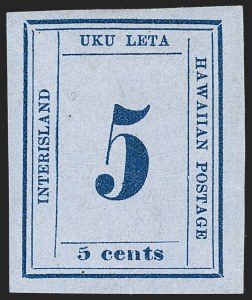 UKU LETA
INTERISLAND
5
HAWAIIAN POSTAGE
5 cents